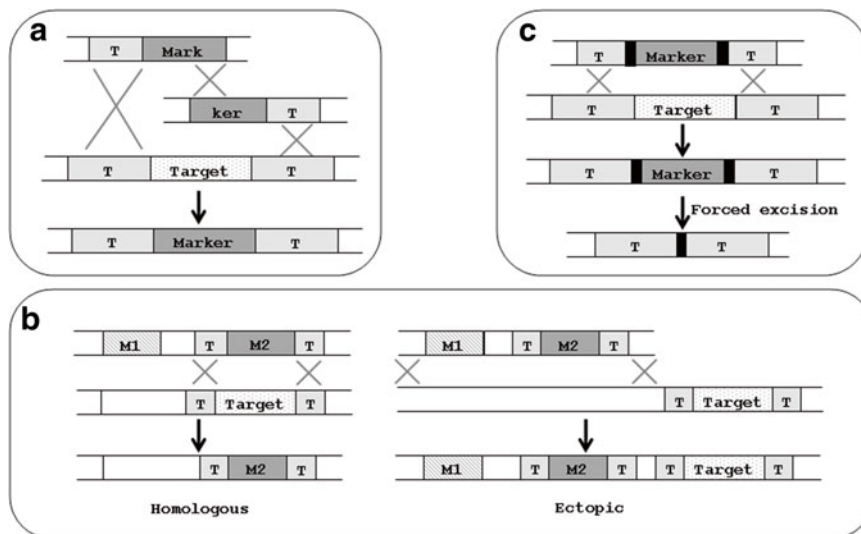 a
T Mark
ker T
T Target T
T Marker T
c
T Marker T
T Target T
T Marker T
Forced excision
T T
b
M1 T M2 T
T Target T
T M2 T
Homologous
M1 T M2 T
T Target T
M1 T M2 T T Target T
Ectopic